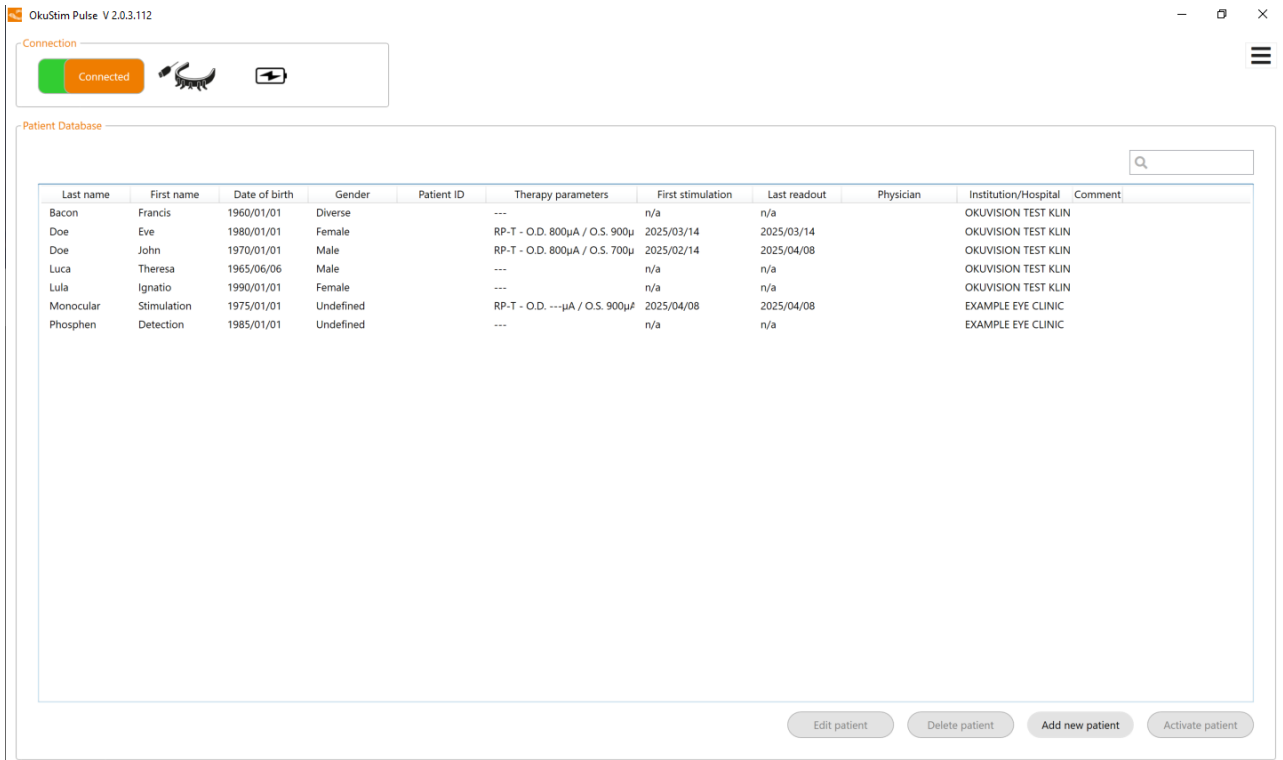 OkuStim Pulse V 2.0.3.112
Connection
Connected
Patient Database
Last name First name Date of birth Gender Patient ID Therapy parameters First stimulation Last readout Physician Institution/Hospital Comment
Bacon Francis 1960/01/01 Diverse --- n/a n/a OKUVISION TEST KLIN
Doe Eve 1980/01/01 Female RP-T - O.D. 800µA / O.S. 900µ 2025/03/14 2025/03/14 OKUVISION TEST KLIN
Doe John 1970/01/01 Male RP-T - O.D. 800µA / O.S. 700µ 2025/02/14 2025/04/08 OKUVISION TEST KLIN
Luca Theresa 1965/06/06 Male --- n/a n/a OKUVISION TEST KLIN
Lula Ignatio 1990/01/01 Female --- n/a n/a OKUVISION TEST KLIN
Monocular Stimulation 1975/01/01 Undefined RP-T - O.D. ---µA / O.S. 900µA 2025/04/08 2025/04/08 EXAMPLE EYE CLINIC
Phosphen Detection 1985/01/01 Undefined --- n/a n/a EXAMPLE EYE CLINIC
Edit patient Delete patient Add new patient Activate patient